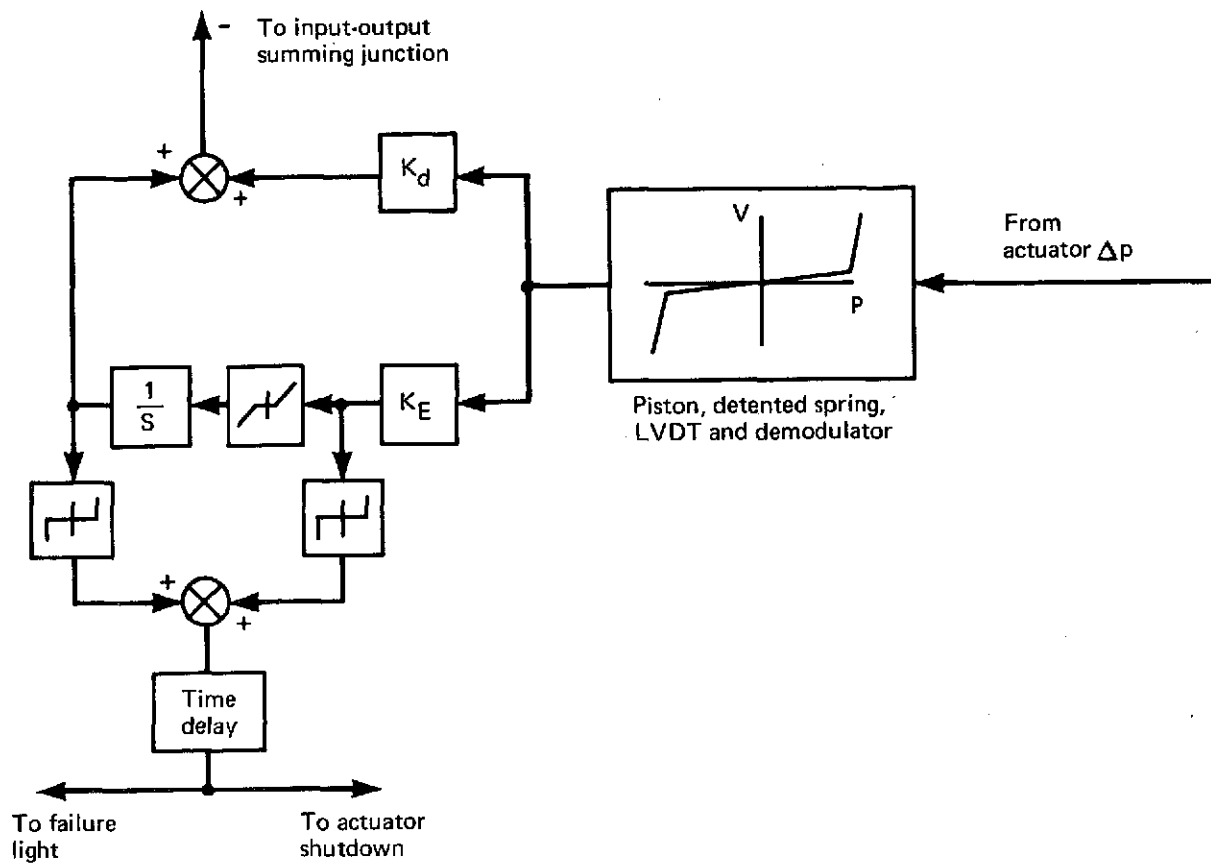 - To input-output
summing junction
+
+
K_d
V
P
From
actuator Δp
1
S
K_E
Piston, detented spring,
LVDT and demodulator
+
+
Time
delay
To failure
light
To actuator
shutdown